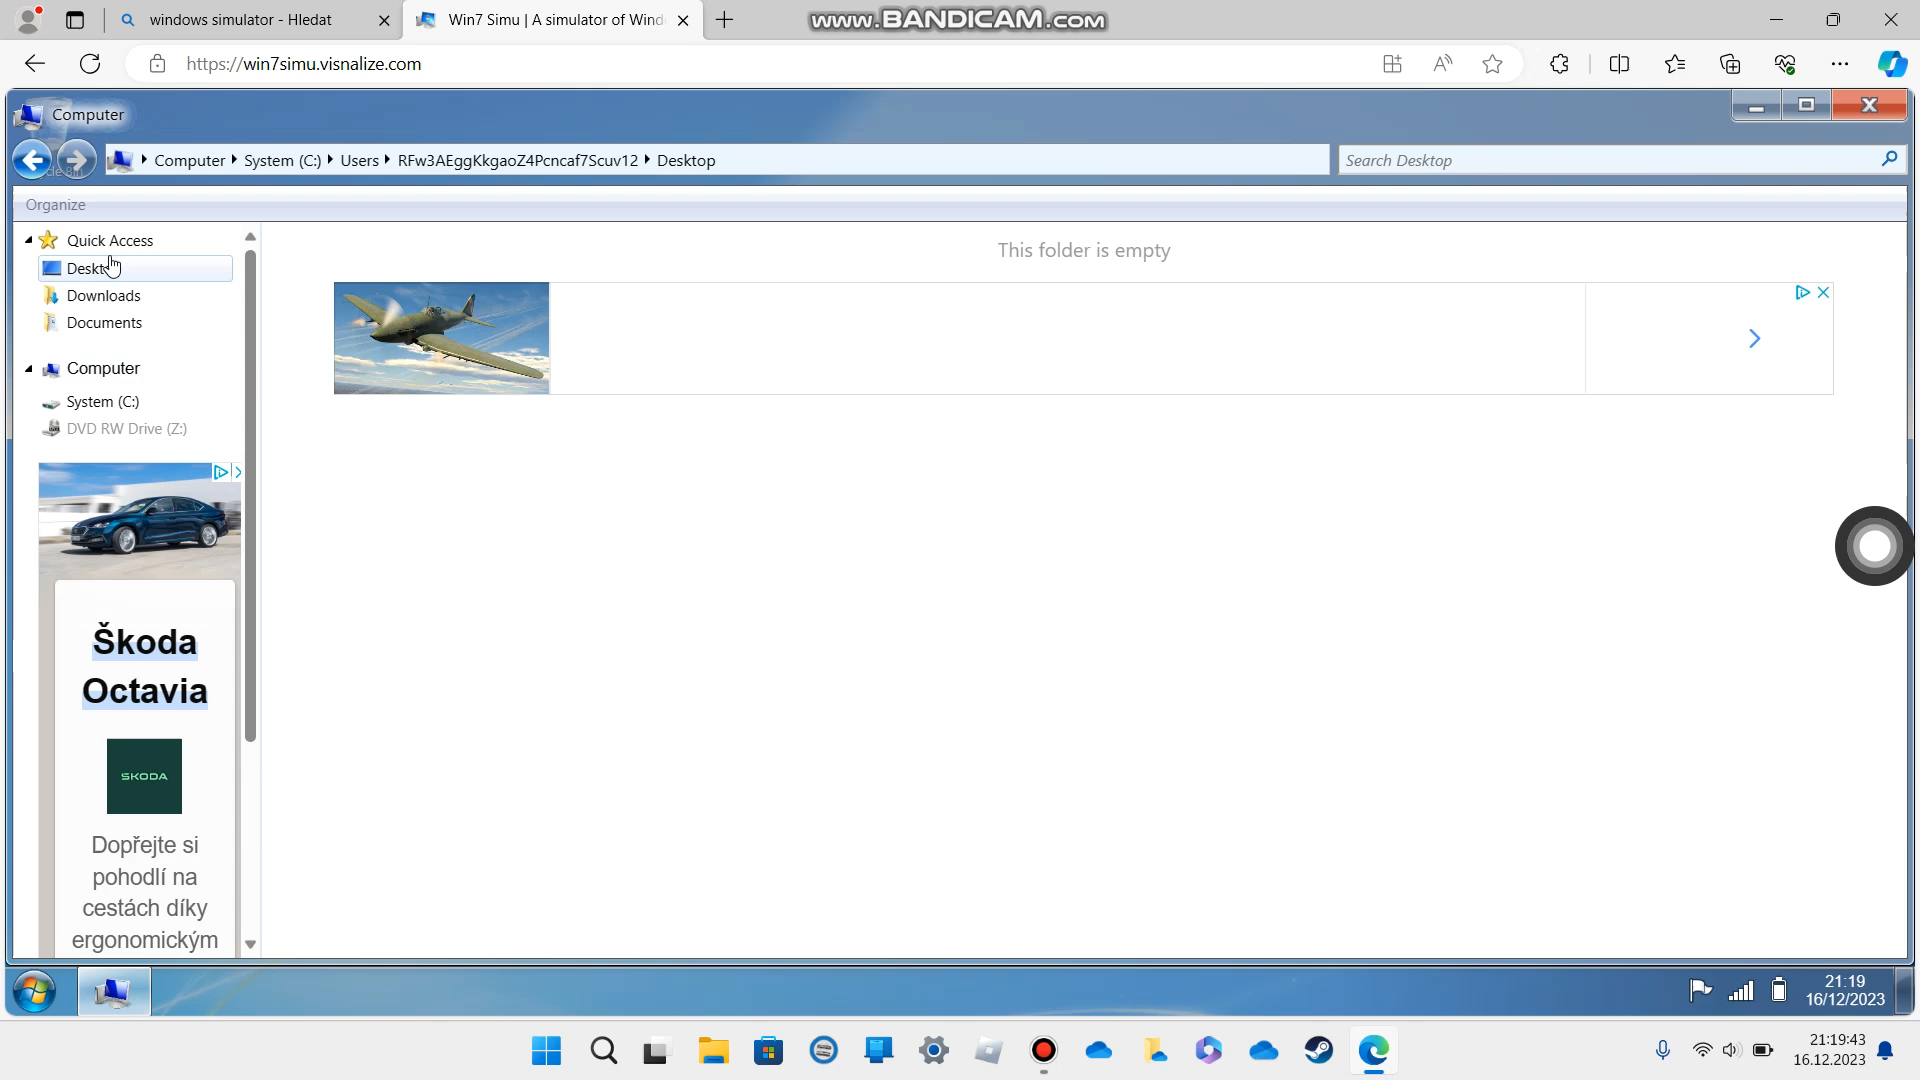 windows simulator - Hledat
Win7 Simu | A simulator of Wind
www.BANDICAM.com
https://win7simu.visnalize.com
Computer
Computer System (C:) Users RFw3AEggKkgaoZ4Pcncaf7Scuv12 Desktop
Search Desktop
Organize
Quick Access
This folder is empty
Downloads
Documents
Computer
System (C:)
DVD RW Drive (Z:)
Škoda
Octavia
SKODA
Dopřejte si
pohodlí na
cestách díky
ergonomickým
21:19
16/12/2023
21:19:43
16.12.2023